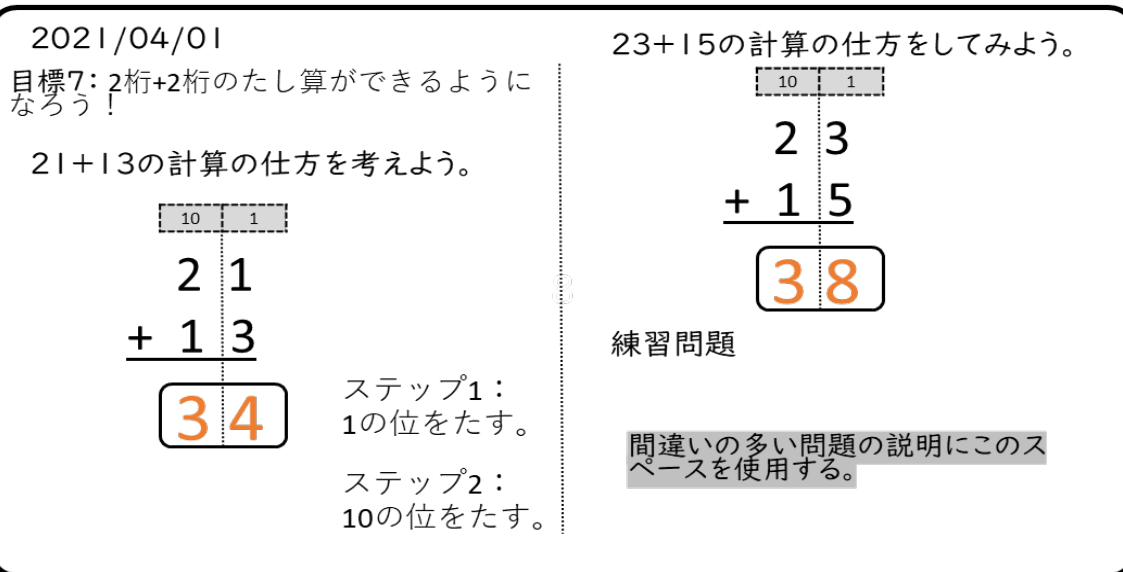 2021/04/01
目標7: 2桁+2桁のたし算ができるように
なろう!
21+13の計算の仕方を考えよう。
10 1
2 1
+ 1 3
3 4
ステップ1:
1の位をたす。
ステップ2:
10の位をたす。
23+15の計算の仕方をしてみよう。
10 1
2 3
+ 1 5
3 8
練習問題
間違いの多い問題の説明にこのス
ペースを使用する。